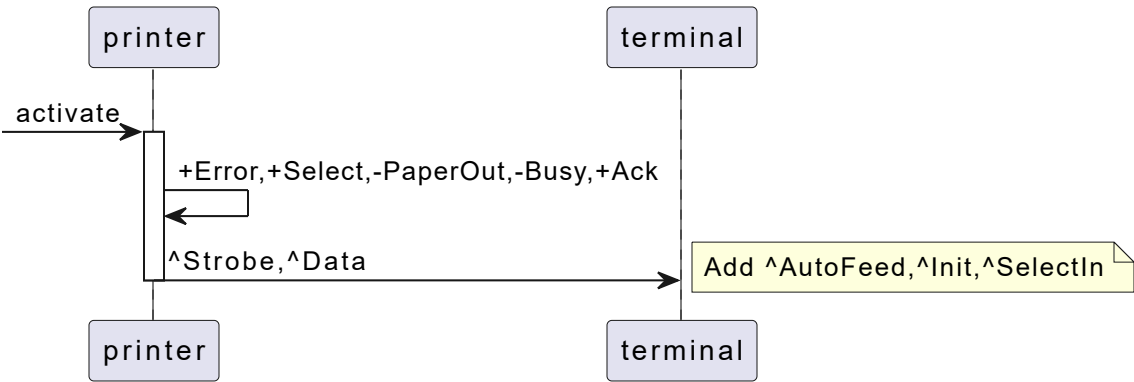 printer
terminal
activate
+Error,+Select,-PaperOut,-Busy,+Ack
^Strobe,^Data
Add ^AutoFeed,^Init,^SelectIn
printer
terminal